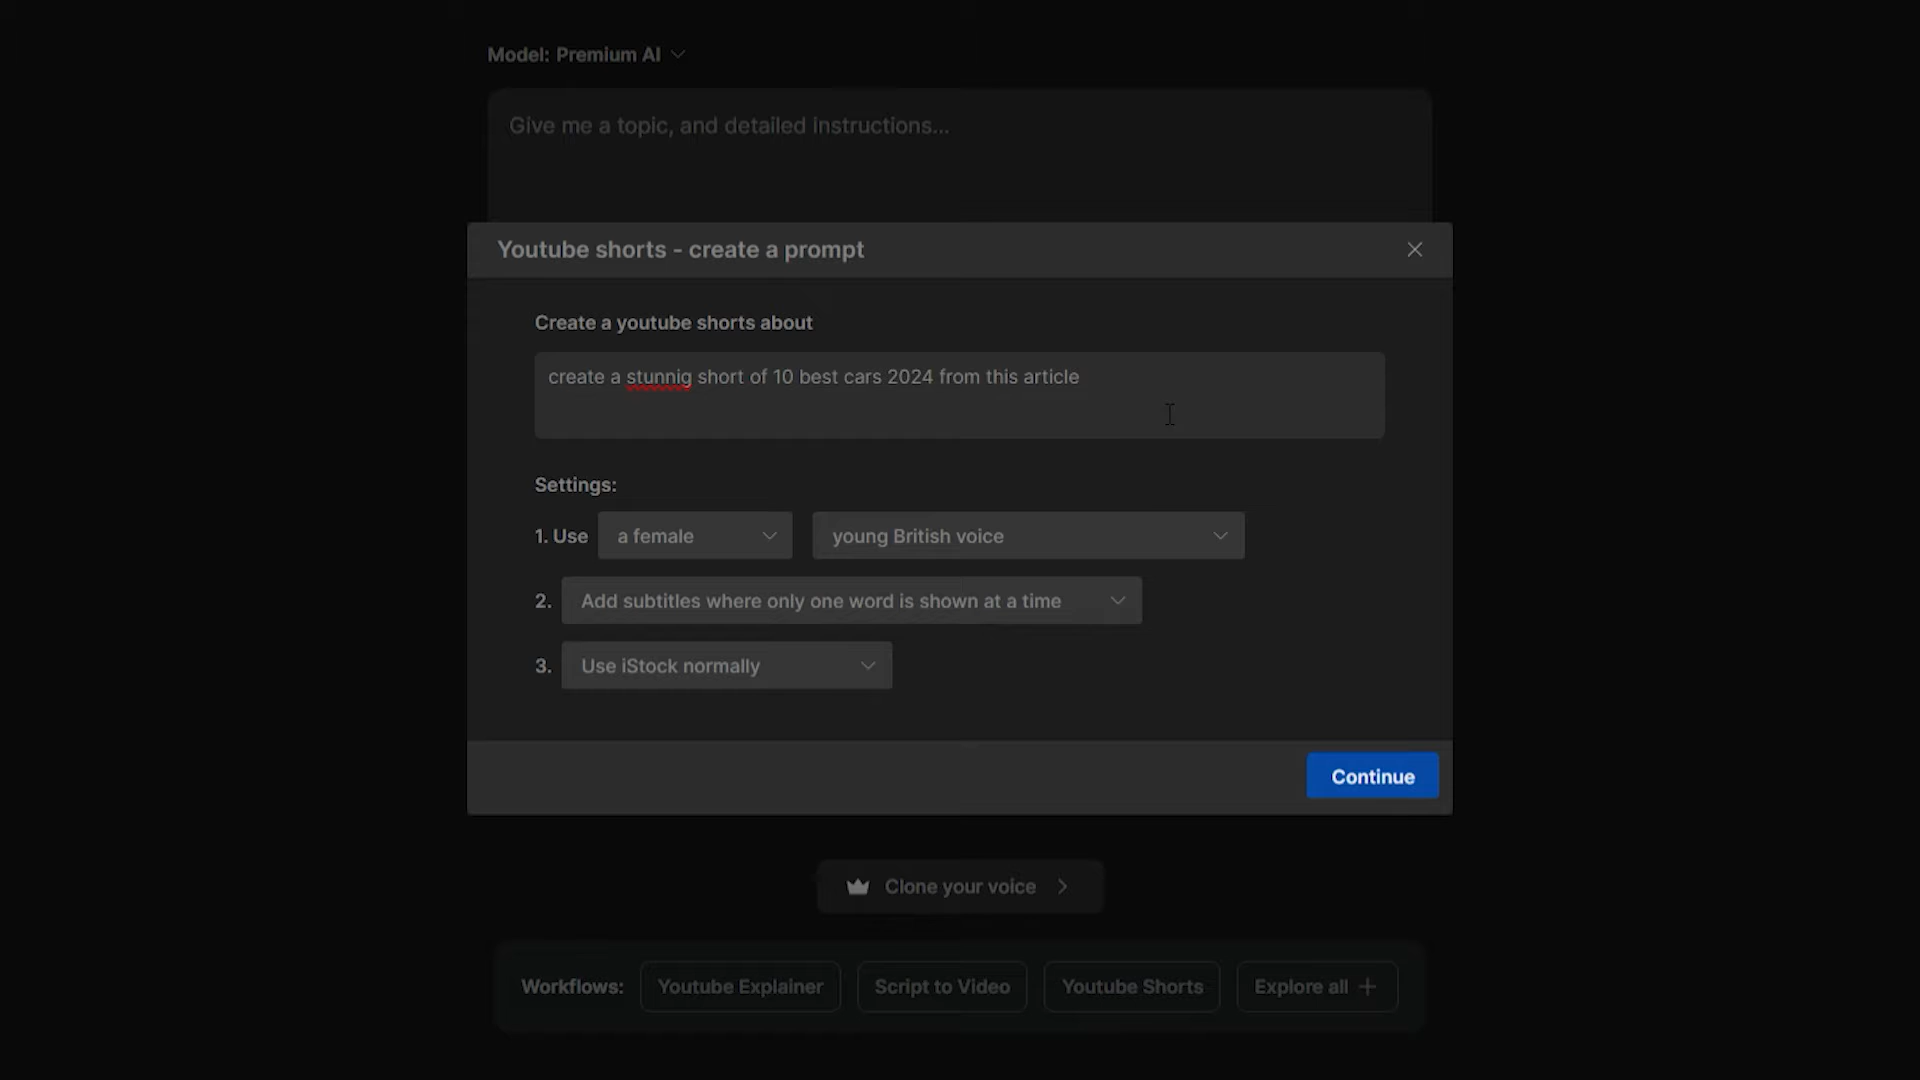 Model: Premium AI
Give me a topic, and detailed instructions...
Youtube shorts - create a prompt
Create a youtube shorts about
create a stunnig short of 10 best cars 2024 from this article
Settings:
1. Use a female young British voice
2. Add subtitles where only one word is shown at a time
3. Use iStock normally
Continue
Clone your voice
Workflows: Youtube Explainer Script to Video Youtube Shorts Explore all